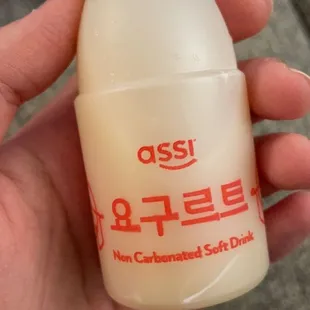 assi
요구르트
Non Carbonated Soft Drink